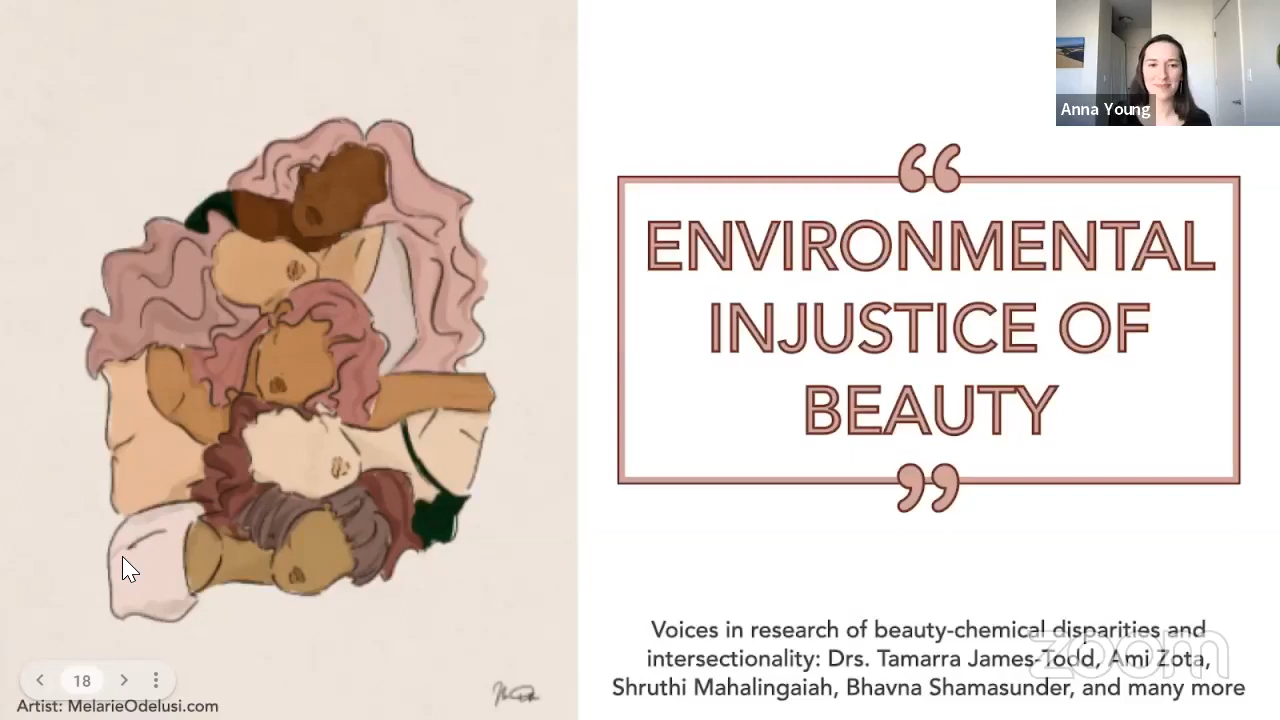 Anna Young
“
ENVIRONMENTAL
INJUSTICE OF
BEAUTY
”
Voices in research of beauty-chemical disparities and
intersectionality: Drs. Tamarra James-Todd, Ami Zota,
Shruthi Mahalingaiah, Bhavna Shamasunder, and many more
zoom
18
Artist: MelarieOdelusi.com